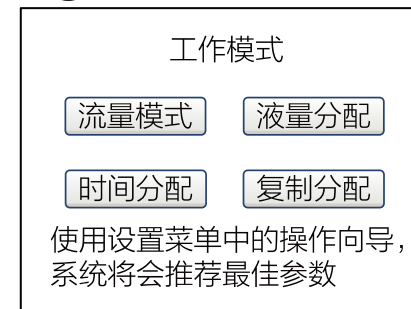 工作模式
流量模式 液量分配
时间分配 复制分配
使用设置菜单中的操作向导，
系统将会推荐最佳参数